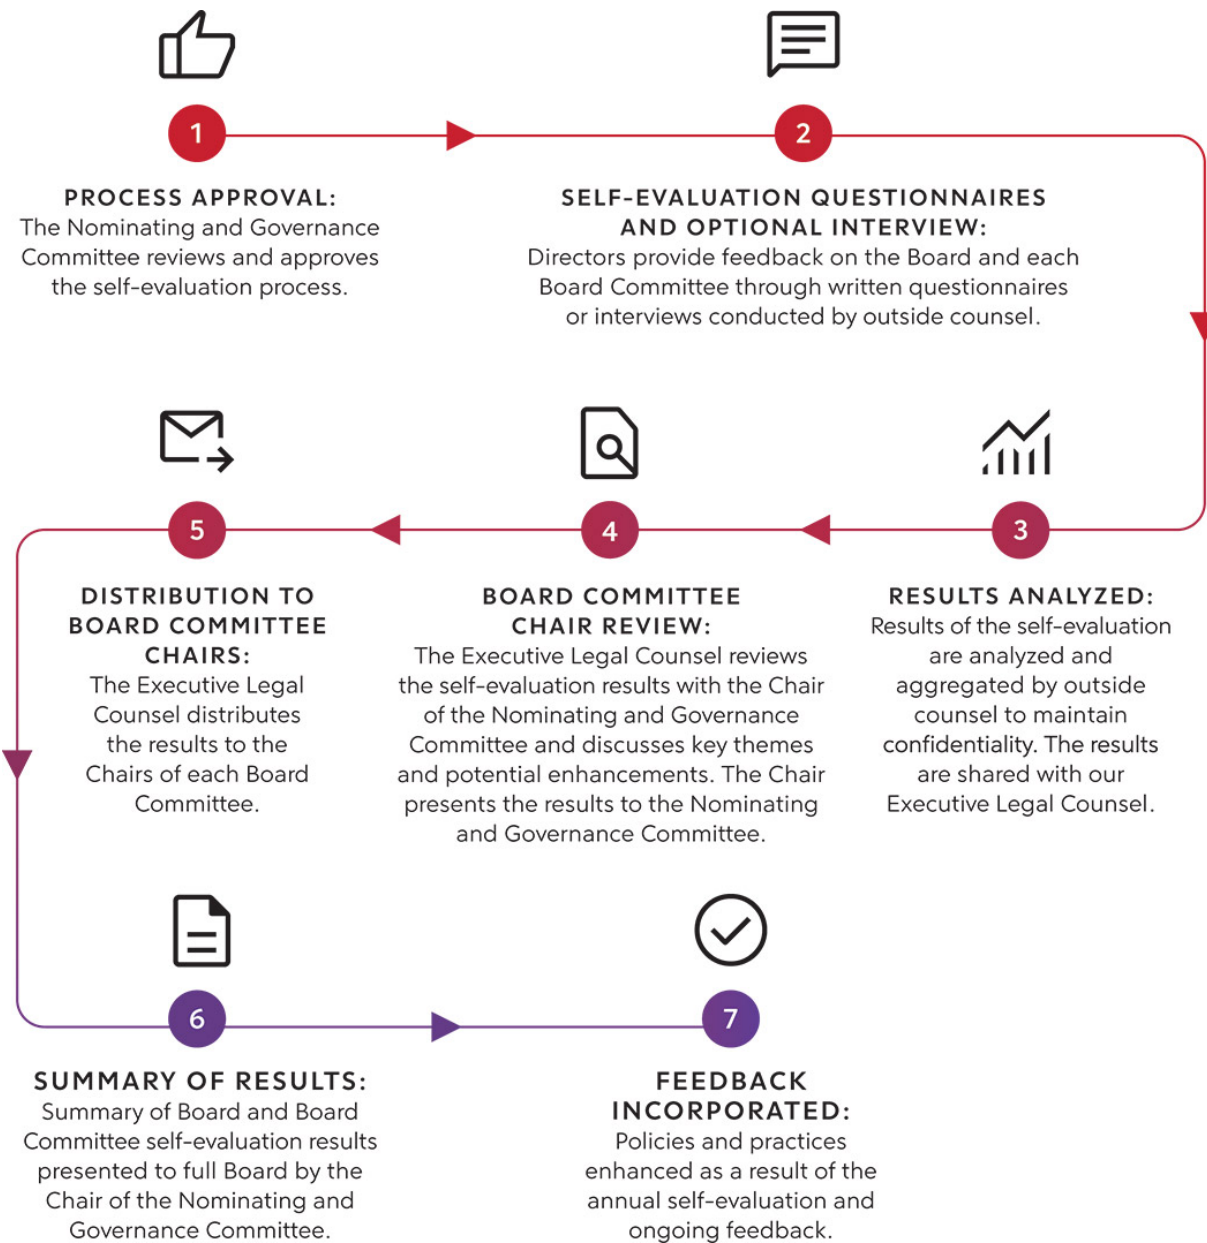 1
PROCESS APPROVAL:
The Nominating and Governance
Committee reviews and approves
the self-evaluation process.
2
SELF-EVALUATION QUESTIONNAIRES
AND OPTIONAL INTERVIEW:
Directors provide feedback on the Board and each
Board Committee through written questionnaires
or interviews conducted by outside counsel.
3
RESULTS ANALYZED:
Results of the self-evaluation
are analyzed and
aggregated by outside
counsel to maintain
confidentiality. The results
are shared with our
Executive Legal Counsel.
4
BOARD COMMITTEE
CHAIR REVIEW:
The Executive Legal Counsel reviews
the self-evaluation results with the Chair
of the Nominating and Governance
Committee and discusses key themes
and potential enhancements. The Chair
presents the results to the Nominating
and Governance Committee.
5
DISTRIBUTION TO
BOARD COMMITTEE
CHAIRS:
The Executive Legal
Counsel distributes
the results to the
Chairs of each Board
Committee.
6
SUMMARY OF RESULTS:
Summary of Board and Board
Committee self-evaluation results
presented to full Board by the
Chair of the Nominating and
Governance Committee.
7
FEEDBACK
INCORPORATED:
Policies and practices
enhanced as a result of the
annual self-evaluation and
ongoing feedback.